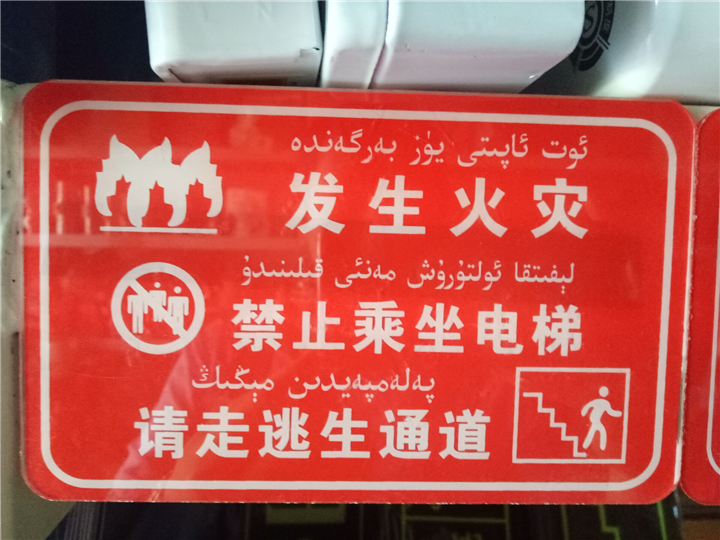 ئوت ئاپىتى يۈز بەرگەندە
发生火灾
لىفىتقا ئولتۇرۇش مەنئى قىلىنىدۇ
禁止乘坐电梯
پەلەمپەيدىن مېڭىڭ
请走逃生通道